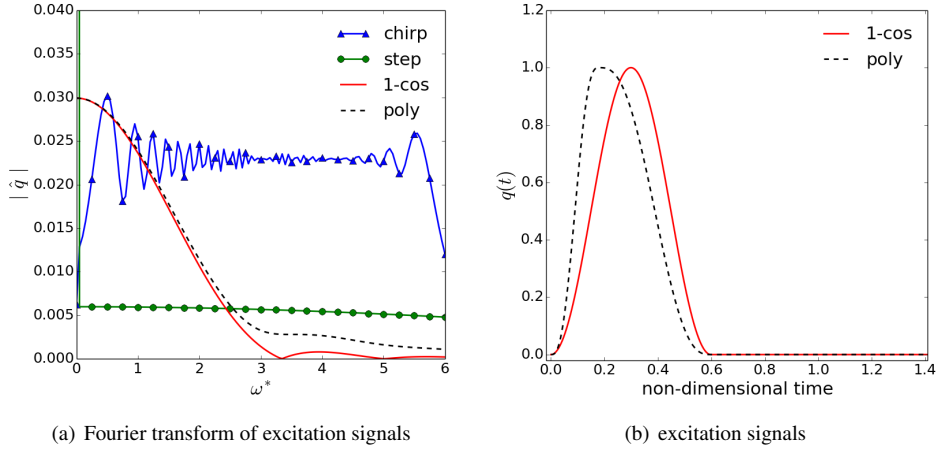 0.040
0.035
0.030
0.025
0.020
0.015
0.010
0.005
0.000
| q̂ |
chirp
step
1-cos
poly
0 1 2 3 4 5 6
ω*
(a) Fourier transform of excitation signals
1.2
1.0
0.8
0.6
0.4
0.2
0.0
q(t)
1-cos
poly
0.0 0.2 0.4 0.6 0.8 1.0 1.2 1.4
non-dimensional time
(b) excitation signals